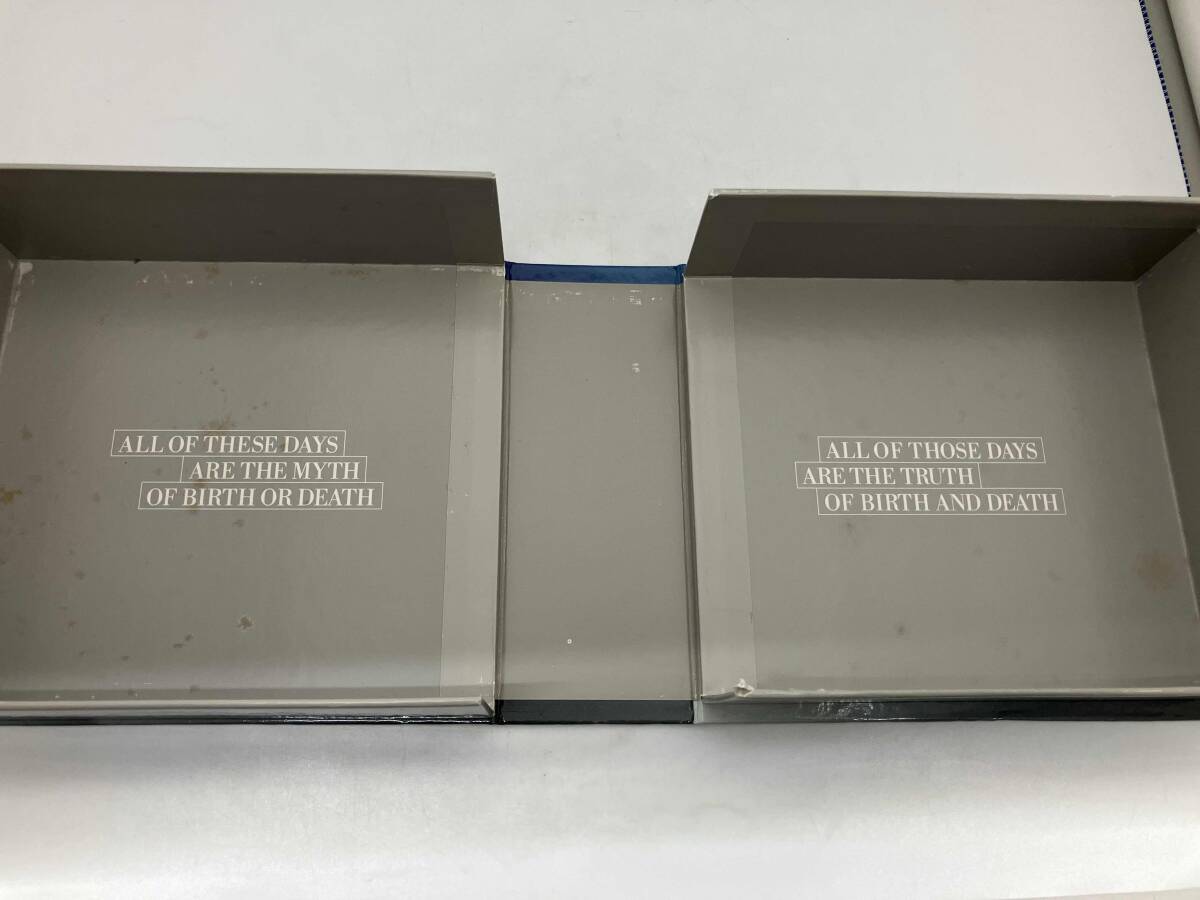 ALL OF THESE DAYS
ARE THE MYTH
OF BIRTH OR DEATH
ALL OF THOSE DAYS
ARE THE TRUTH
OF BIRTH AND DEATH